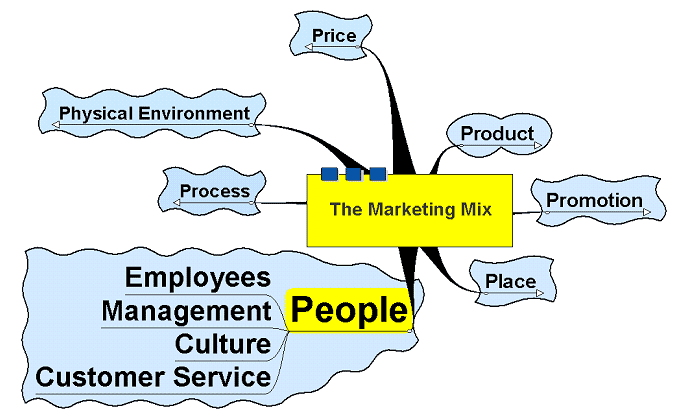 Price
Physical Environment
Product
Process
The Marketing Mix
Promotion
Place
People
Employees
Management
Culture
Customer Service